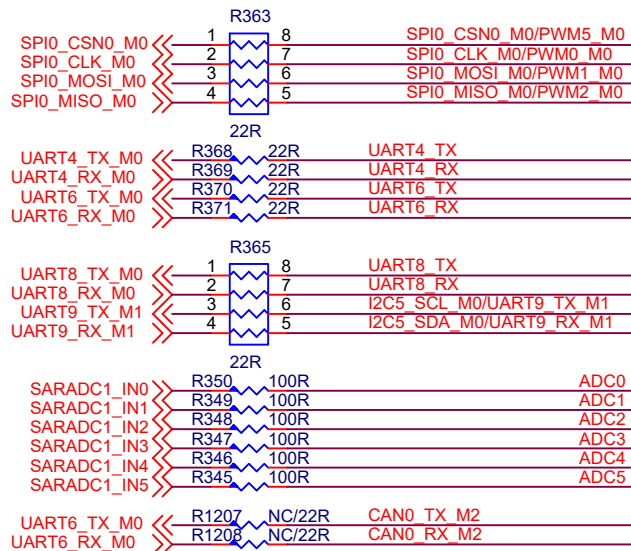 R363
SPI0_CSN0_M0 1 8 SPI0_CSN0_M0/PWM5_M0
SPI0_CLK_M0 2 7 SPI0_CLK_M0/PWM0_M0
SPI0_MOSI_M0 3 6 SPI0_MOSI_M0/PWM1_M0
SPI0_MISO_M0 4 5 SPI0_MISO_M0/PWM2_M0
22R
UART4_TX_M0 R368 22R UART4_TX
UART4_RX_M0 R369 22R UART4_RX
UART6_TX_M0 R370 22R UART6_TX
UART6_RX_M0 R371 22R UART6_RX
R365
UART8_TX_M0 1 8 UART8_TX
UART8_RX_M0 2 7 UART8_RX
UART9_TX_M1 3 6 I2C5_SCL_M0/UART9_TX_M1
UART9_RX_M1 4 5 I2C5_SDA_M0/UART9_RX_M1
22R
SARADC1_IN0 R350 100R ADC0
SARADC1_IN1 R349 100R ADC1
SARADC1_IN2 R348 100R ADC2
SARADC1_IN3 R347 100R ADC3
SARADC1_IN4 R346 100R ADC4
SARADC1_IN5 R345 100R ADC5
UART6_TX_M0 R1207 NC/22R CAN0_TX_M2
UART6_RX_M0 R1208 NC/22R CAN0_RX_M2